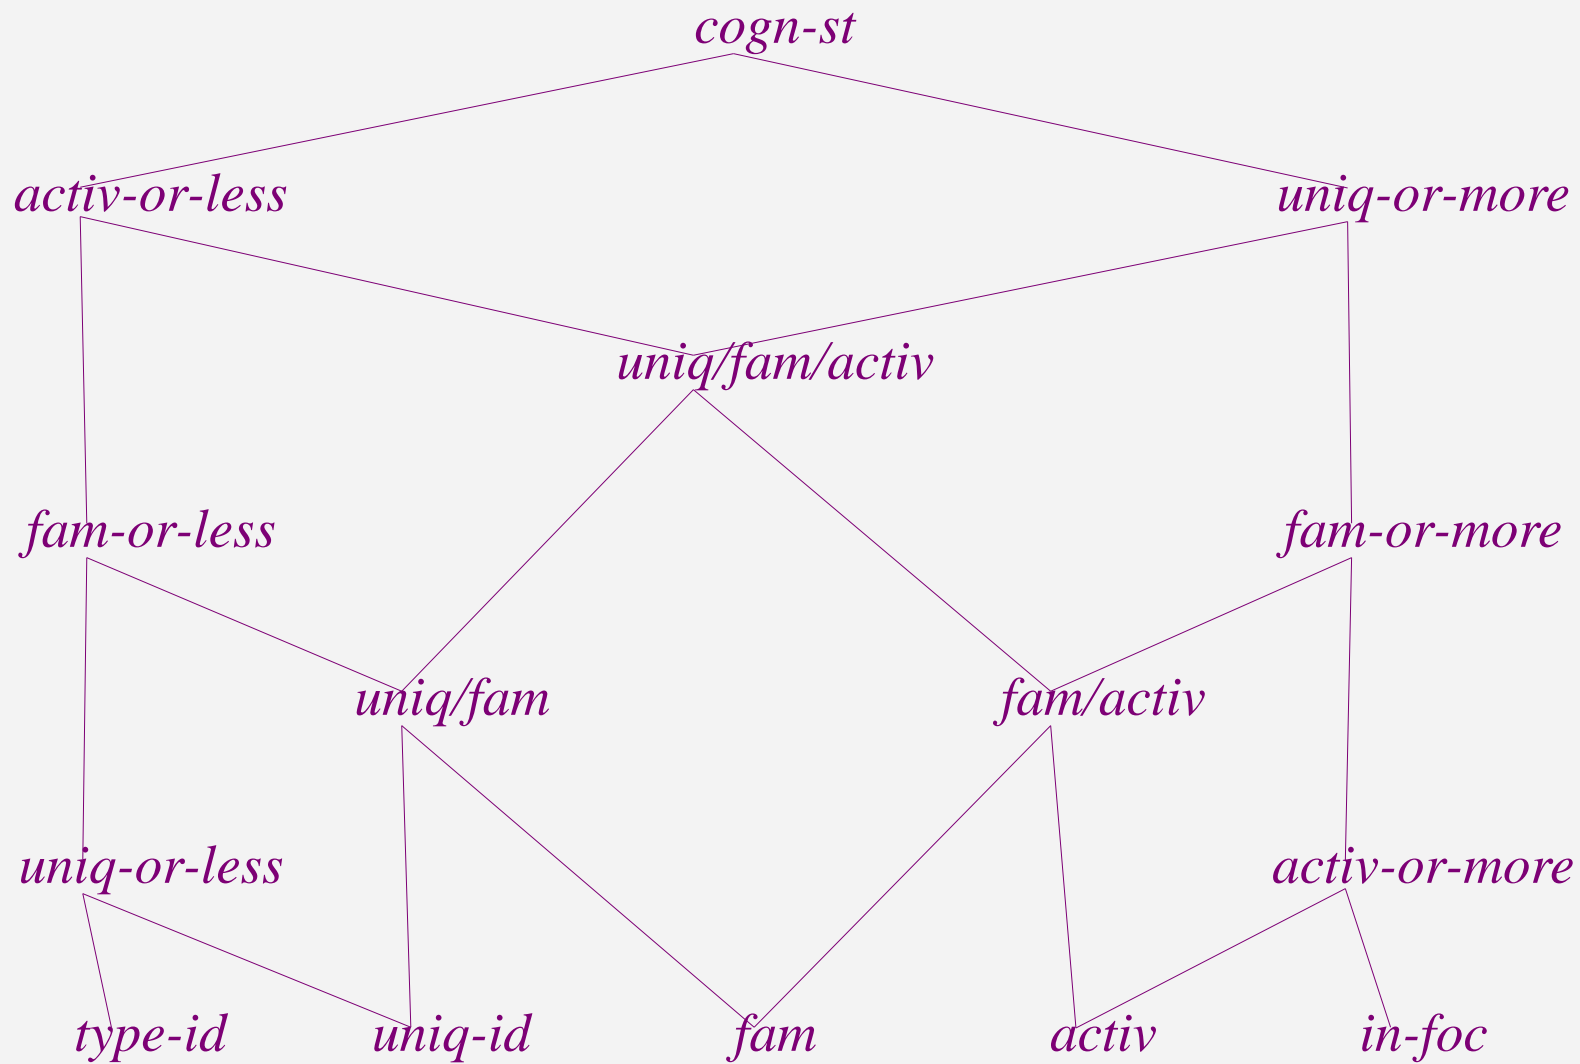 cogn-st
activ-or-less uniq-or-more
uniq/fam/activ
fam-or-less fam-or-more
uniq/fam fam/activ
uniq-or-less activ-or-more
type-id uniq-id fam activ in-foc